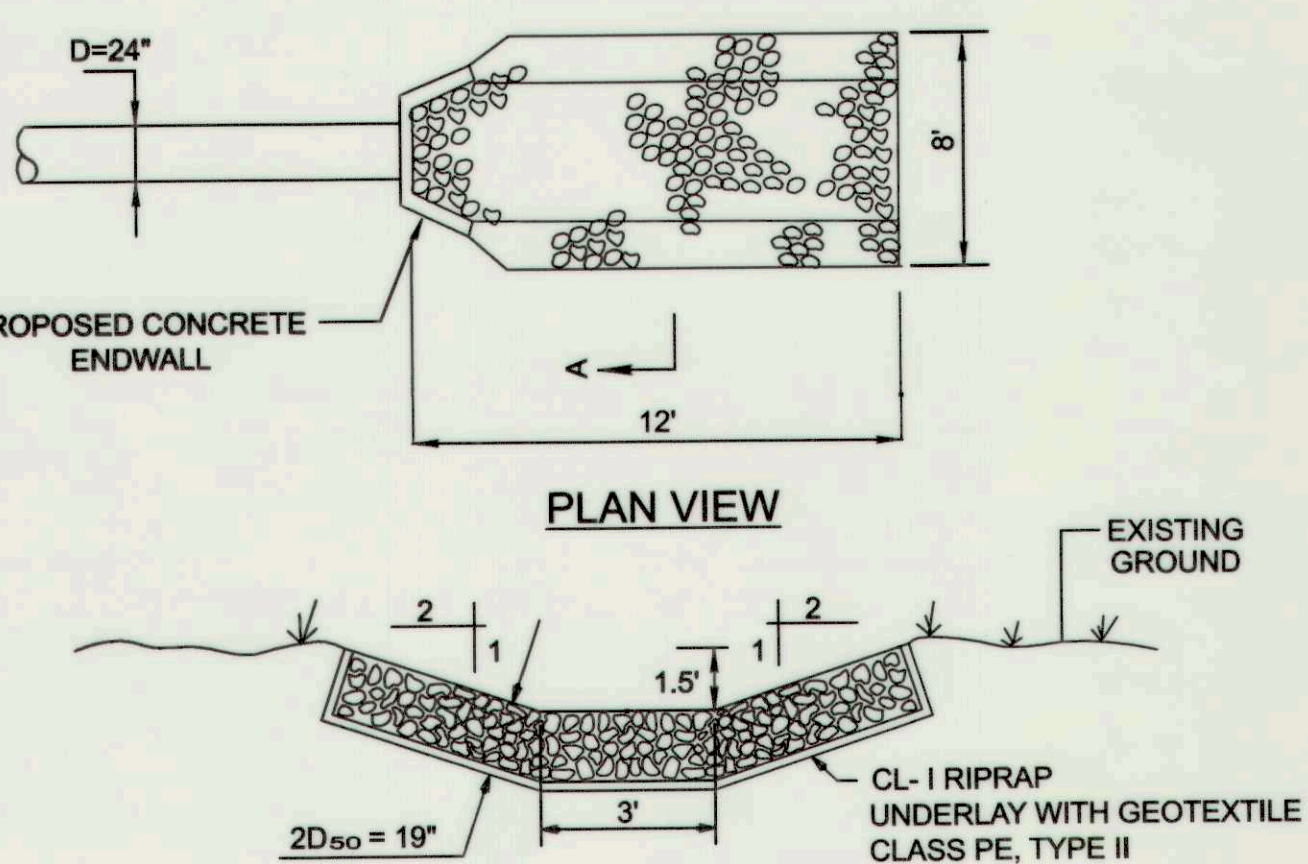 D=24"
8'
ROPOSED CONCRETE
ENDWALL
A
12'
PLAN VIEW
EXISTING
GROUND
2
1
2
1
1.5'
3'
2D50 = 19"
CL- I RIPRAP
UNDERLAY WITH GEOTEXTILE
CLASS PE, TYPE II